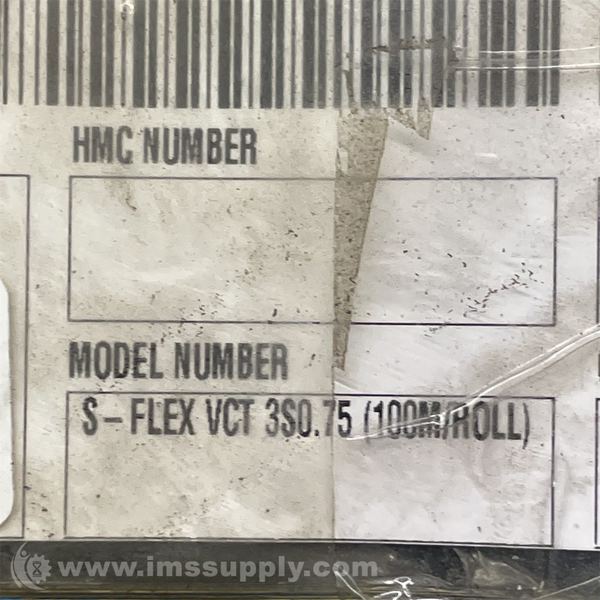 HMC NUMBER
MODEL NUMBER
S-FLEX VCT 3S0.75 (100M/ROLL)
www.imssupply.com